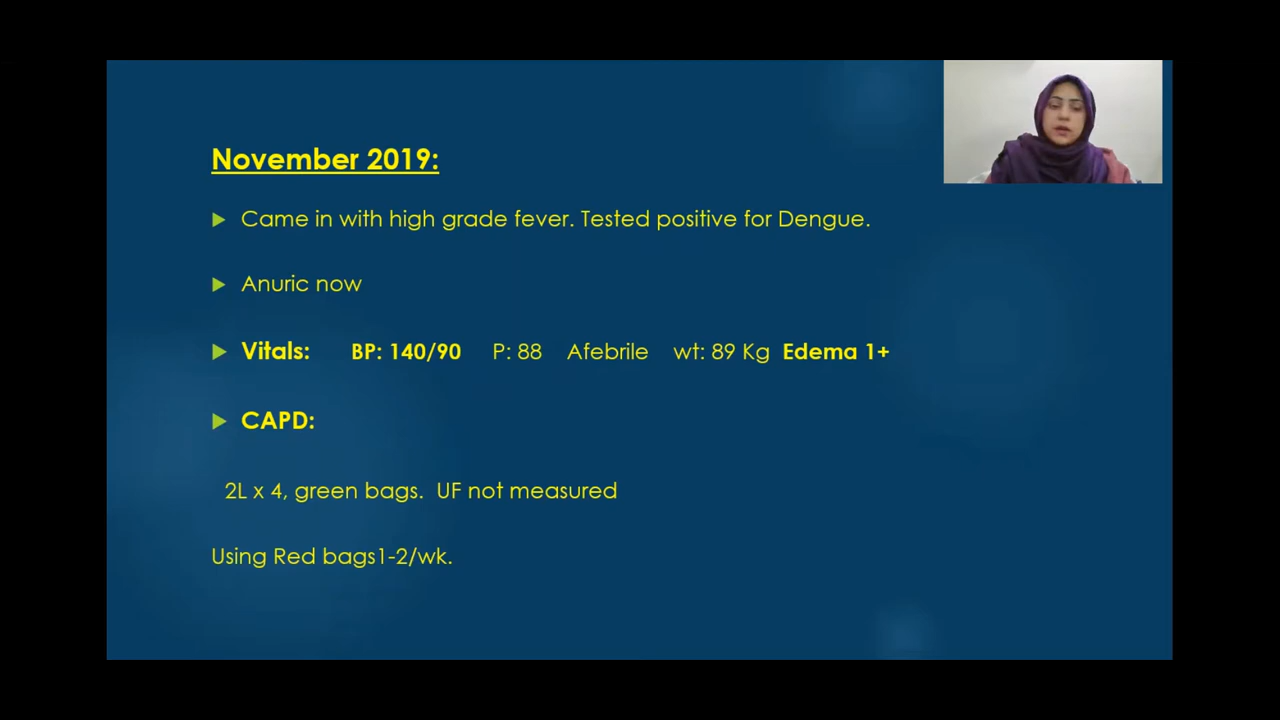 November 2019:
Came in with high grade fever. Tested positive for Dengue.
Anuric now
Vitals: BP: 140/90 P: 88 Afebrile wt: 89 Kg Edema 1+
CAPD:
2L x 4, green bags. UF not measured
Using Red bags1-2/wk.